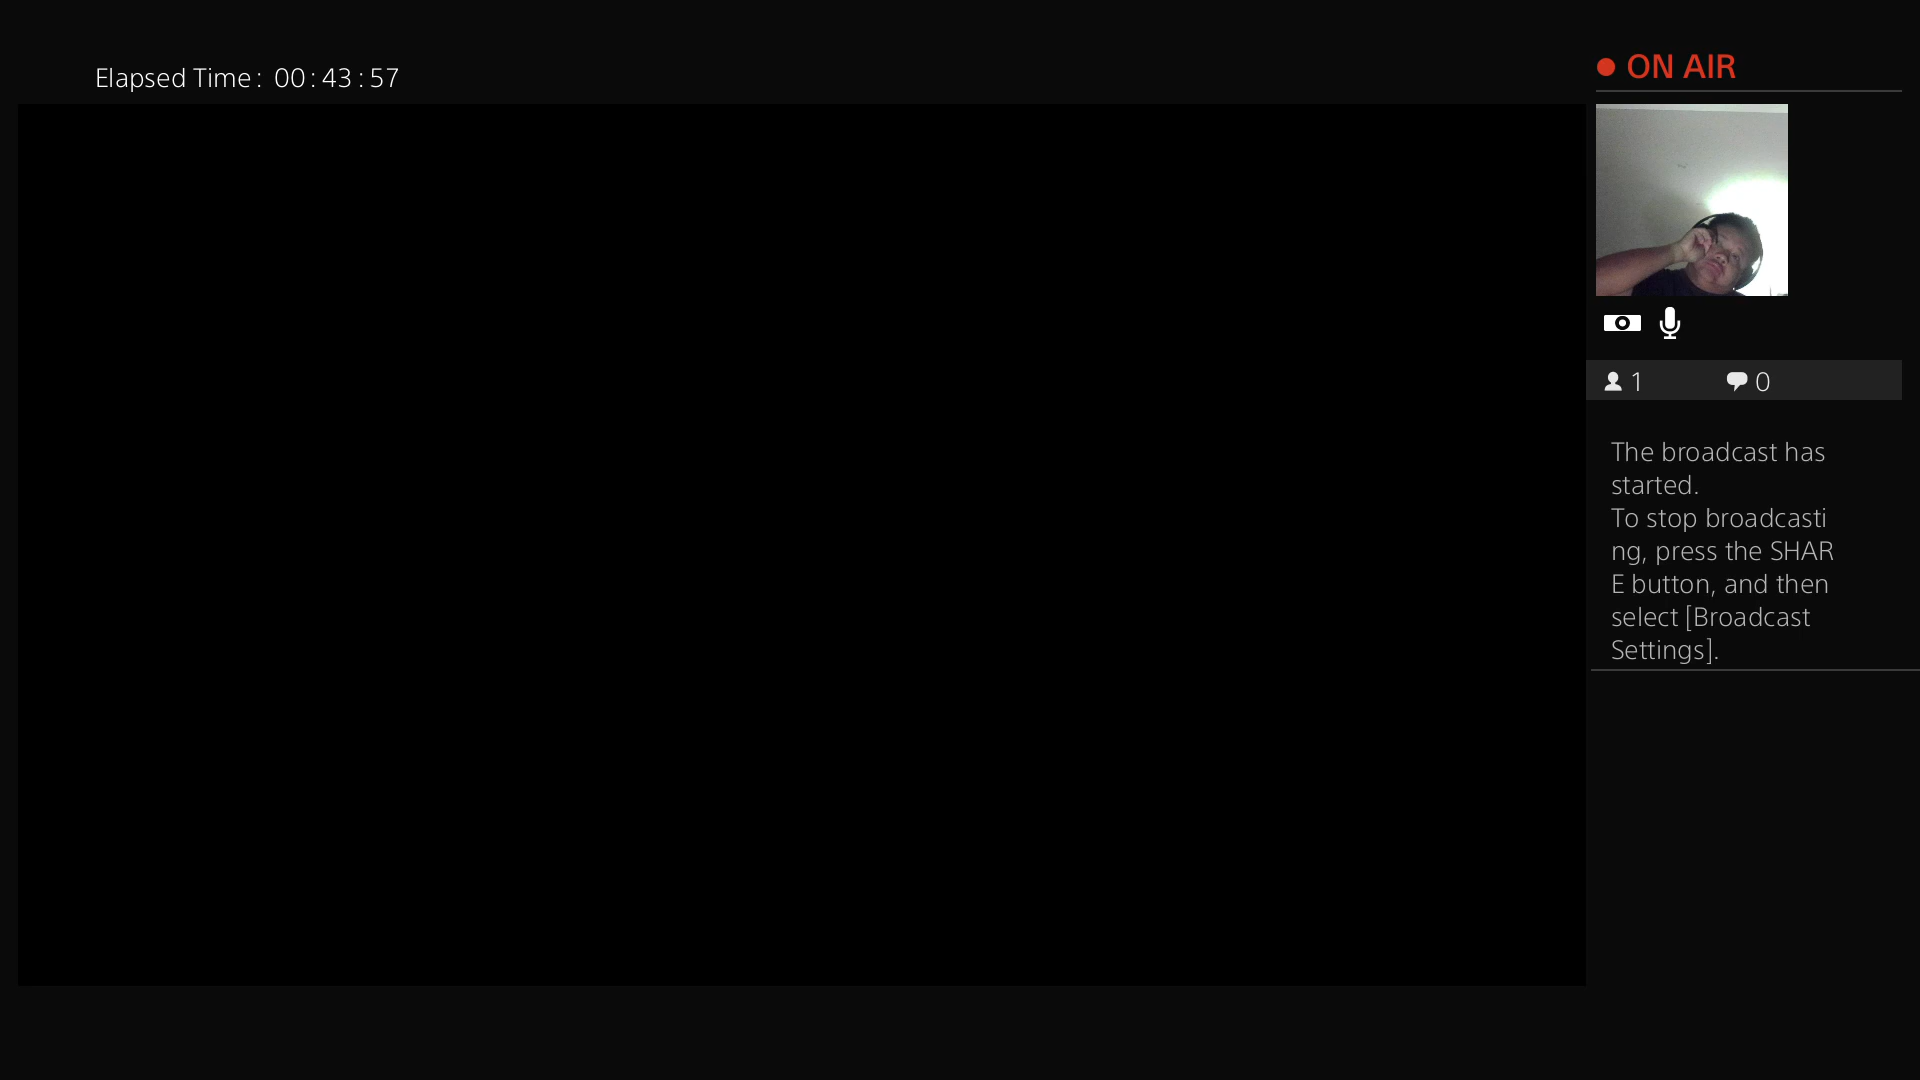 Elapsed Time: 00:43:57
ON AIR
1
0
The broadcast has
started.
To stop broadcasti
ng, press the SHAR
E button, and then
select [Broadcast
Settings].